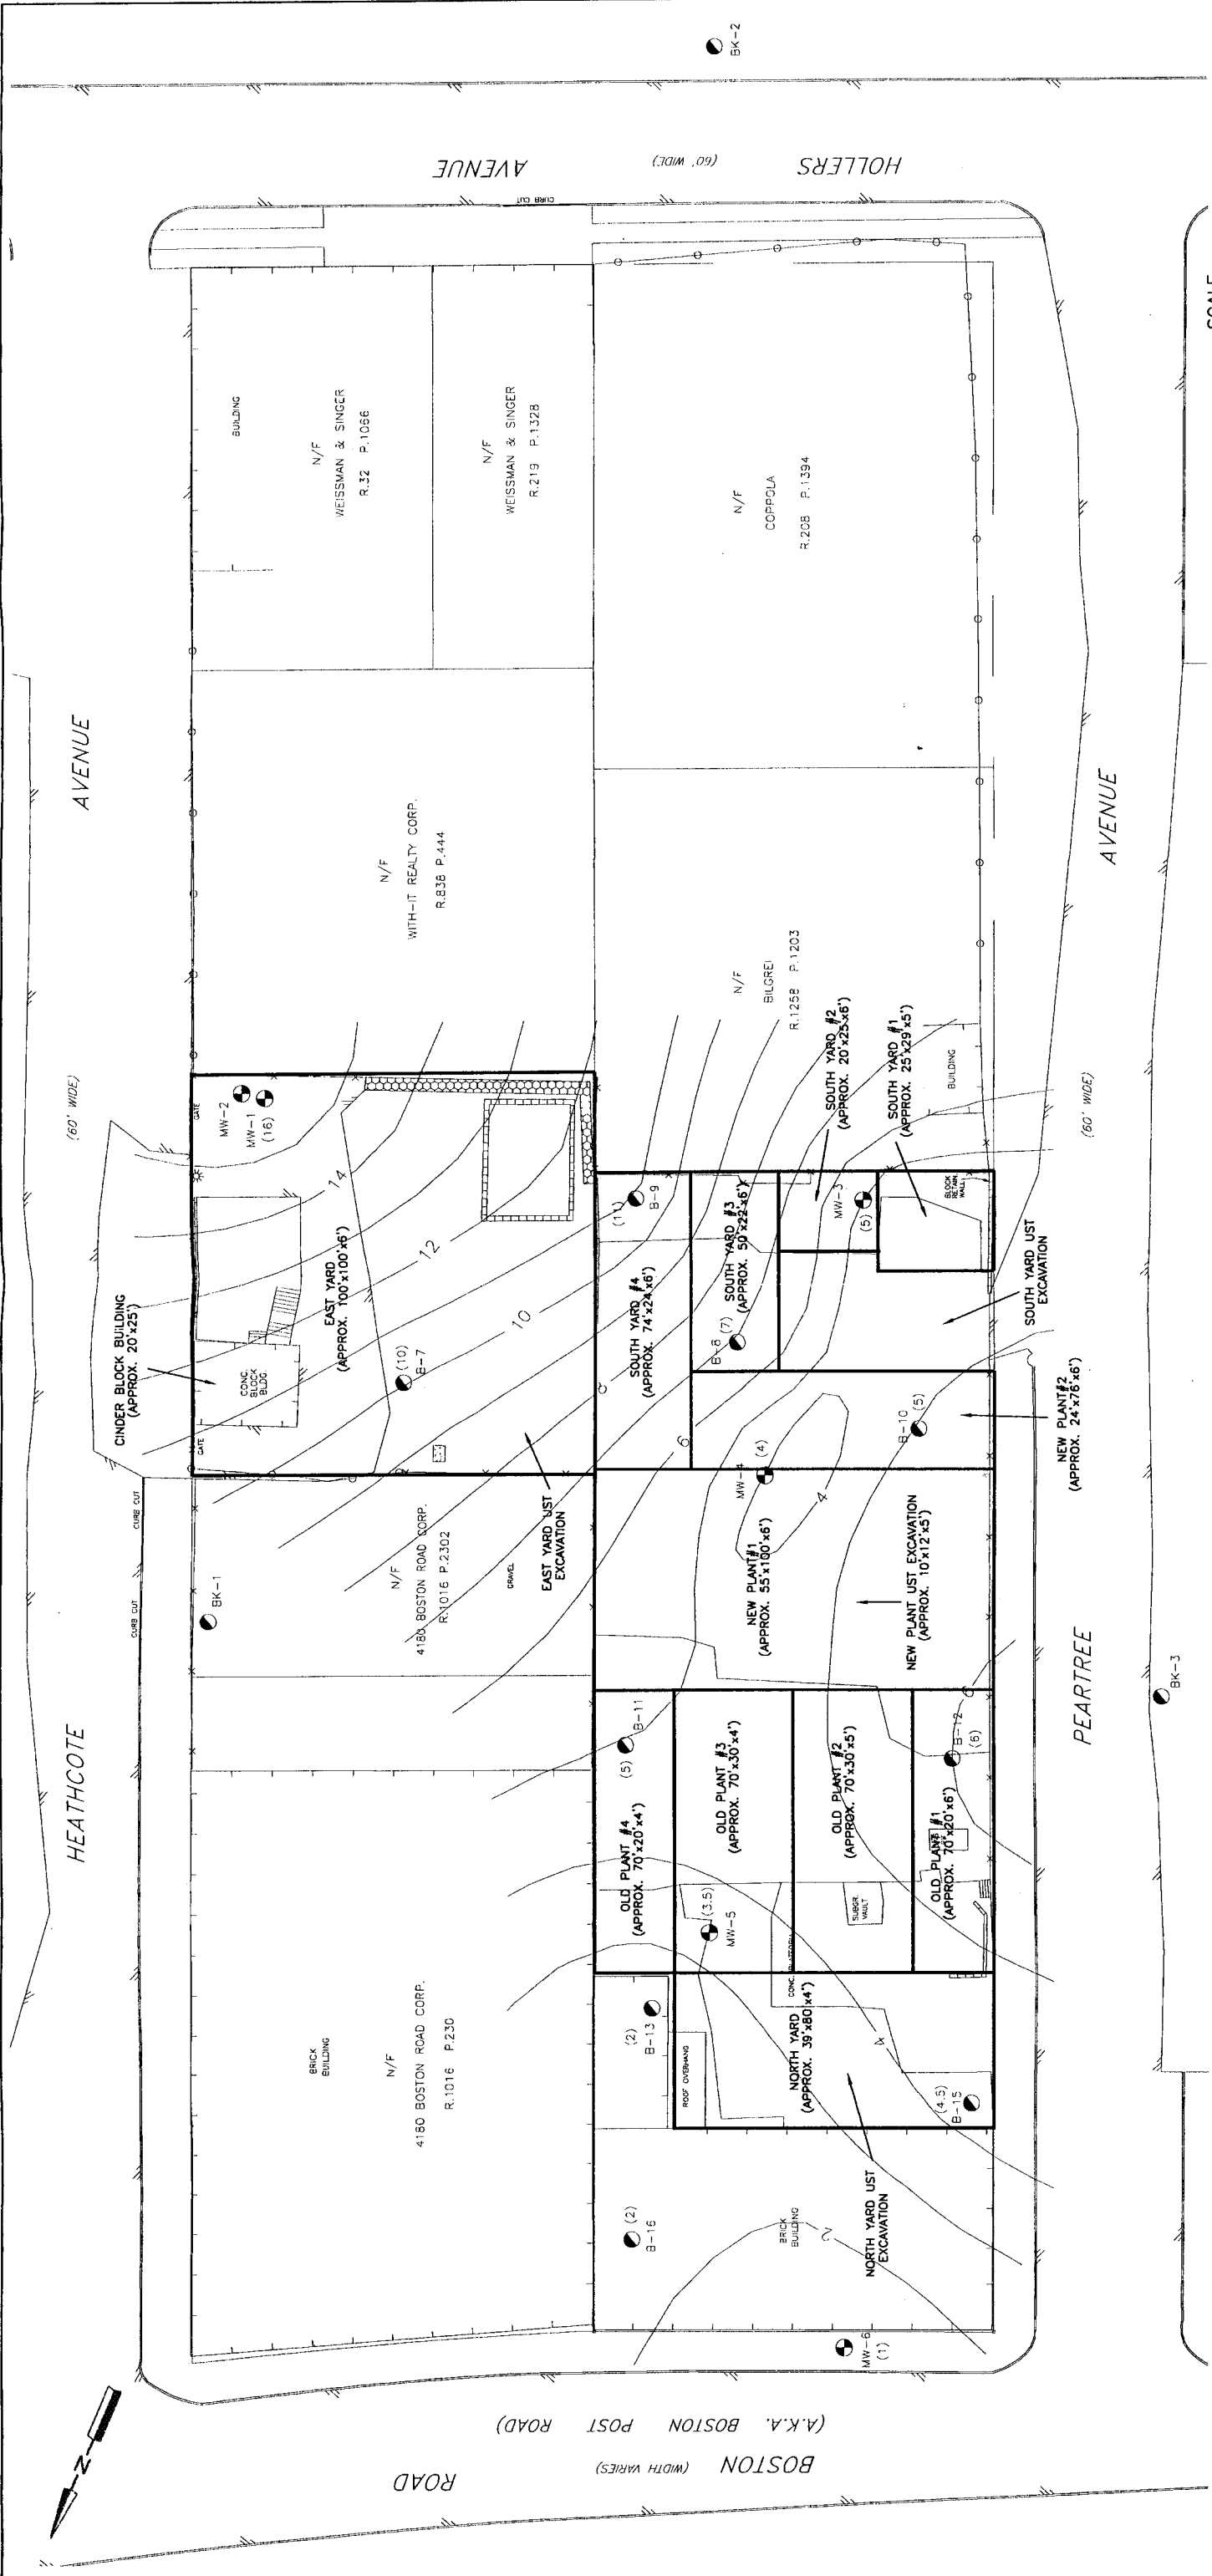 BK-2
HOLLERS
(60' WIDE)
AVENUE
CURB CUT
BUILDING
N/F
WEISSMAN & SINGER
R.32 P.1066
N/F
WEISSMAN & SINGER
R.219 P.1328
N/F
COPPOLA
R.208 P.1394
AVENUE
(60' WIDE)
HEATHCOTE
N/F
WITH-IT REALTY CORP.
R.838 P.444
N/F
BILGREI
R.1258 P.1203
AVENUE
(60' WIDE)
PEARTREE
GATE
MW-2
MW-1
(16)
14
12
10
CINDER BLOCK BUILDING
(APPROX. 20'x25')
EAST YARD
(APPROX. 100'x100'x6')
CONC.
BLOCK
BLDG.
GATE
(10)
B-7
EAST YARD UST
EXCAVATION
SOUTH YARD #2
(APPROX. 20'x25'x6')
SOUTH YARD #1
(APPROX. 25'x29'x5')
BUILDING
BLOCK
RETAIN.
WALL
(11)
B-9
SOUTH YARD #4
(APPROX. 74'x24'x6')
SOUTH YARD #3
(APPROX. 50'x22'x6')
B-8 (7)
MW-3
(5)
SOUTH YARD UST
EXCAVATION
NEW PLANT#2
(APPROX. 24'x76'x6')
B-10 (5)
6
MW-4 (4)
4
NEW PLANT#1
(APPROX. 55'x100'x6')
NEW PLANT UST EXCAVATION
(APPROX. 10'x12'x5')
CURB CUT
CURB CUT
BK-1
N/F
4180 BOSTON ROAD CORP.
R.1016 P.2302
GRAVEL
BK-3
(5)
B-11
OLD PLANT #4
(APPROX. 70'x20'x4')
OLD PLANT #3
(APPROX. 70'x30'x4')
OLD PLANT #2
(APPROX. 70'x30'x5')
OLD PLANT #1
(APPROX. 70'x20'x6')
6
B-12
(6)
SUBGR.
VAULT
(3.5)
MW-5
CONC. PLATFORM
NORTH YARD
(APPROX. 39'x80'x4')
(2)
B-13
ROOF OVERHANG
4
(4.5)
B-15
NORTH YARD UST
EXCAVATION
BRICK
BUILDING
N/F
4180 BOSTON ROAD CORP.
R.1016 P.230
(2)
B-16
BRICK
BUILDING
2
MW-6
(1)
(A.K.A. BOSTON POST ROAD)
BOSTON
(WIDTH VARIES)
ROAD
N